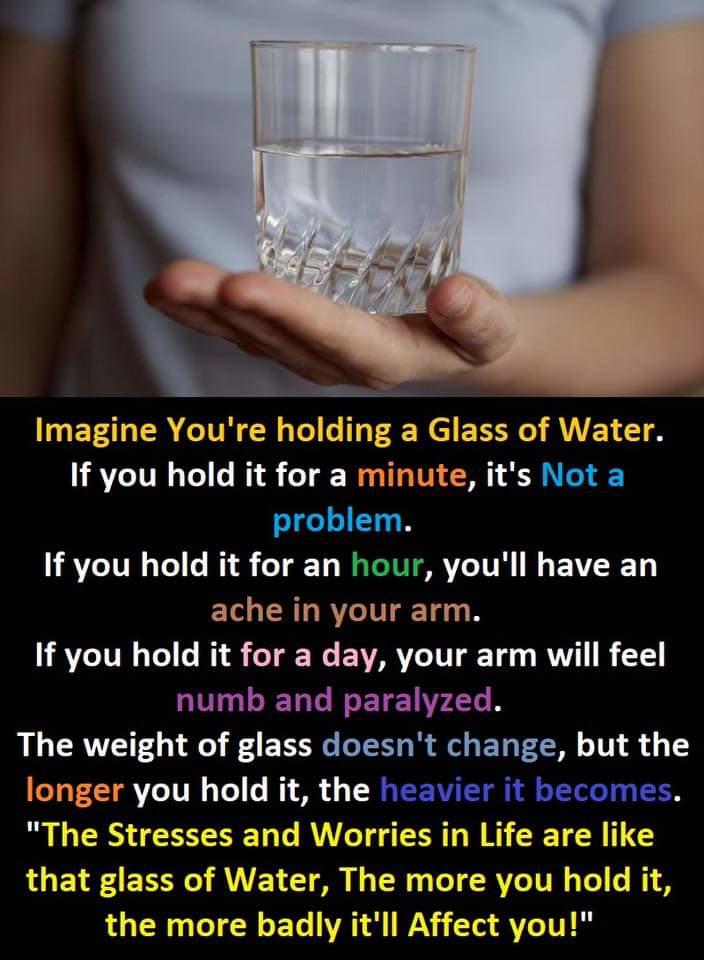 Imagine You're holding a Glass of Water.
If you hold it for a minute, it's Not a
problem.
If you hold it for an hour, you'll have an
ache in your arm.
If you hold it for a day, your arm will feel
numb and paralyzed.
The weight of glass doesn't change, but the
longer you hold it, the heavier it becomes.
"The Stresses and Worries in Life are like
that glass of Water, The more you hold it,
the more badly it'll Affect you!"